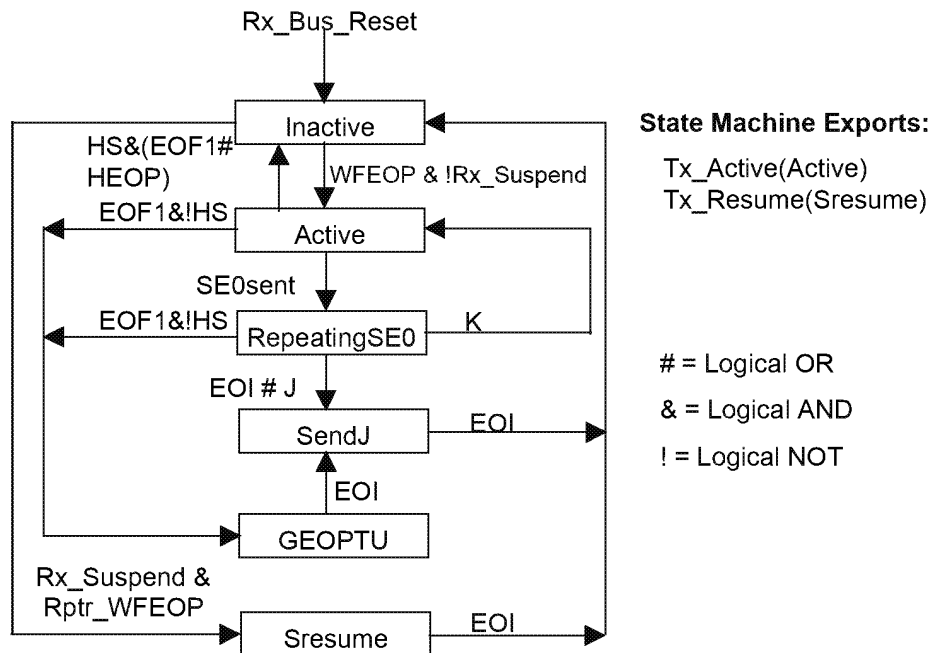 Rx_Bus_Reset
Inactive
HS&(EOF1#
HEOP)
WFEOP & !Rx_Suspend
EOF1&!HS
Active
SE0sent
EOF1&!HS
RepeatingSE0
K
EOI # J
SendJ
EOI
EOI
GEOPTU
Rx_Suspend &
Rptr_WFEOP
Sresume
EOI
State Machine Exports:
Tx_Active(Active)
Tx_Resume(Sresume)
# = Logical OR
& = Logical AND
! = Logical NOT